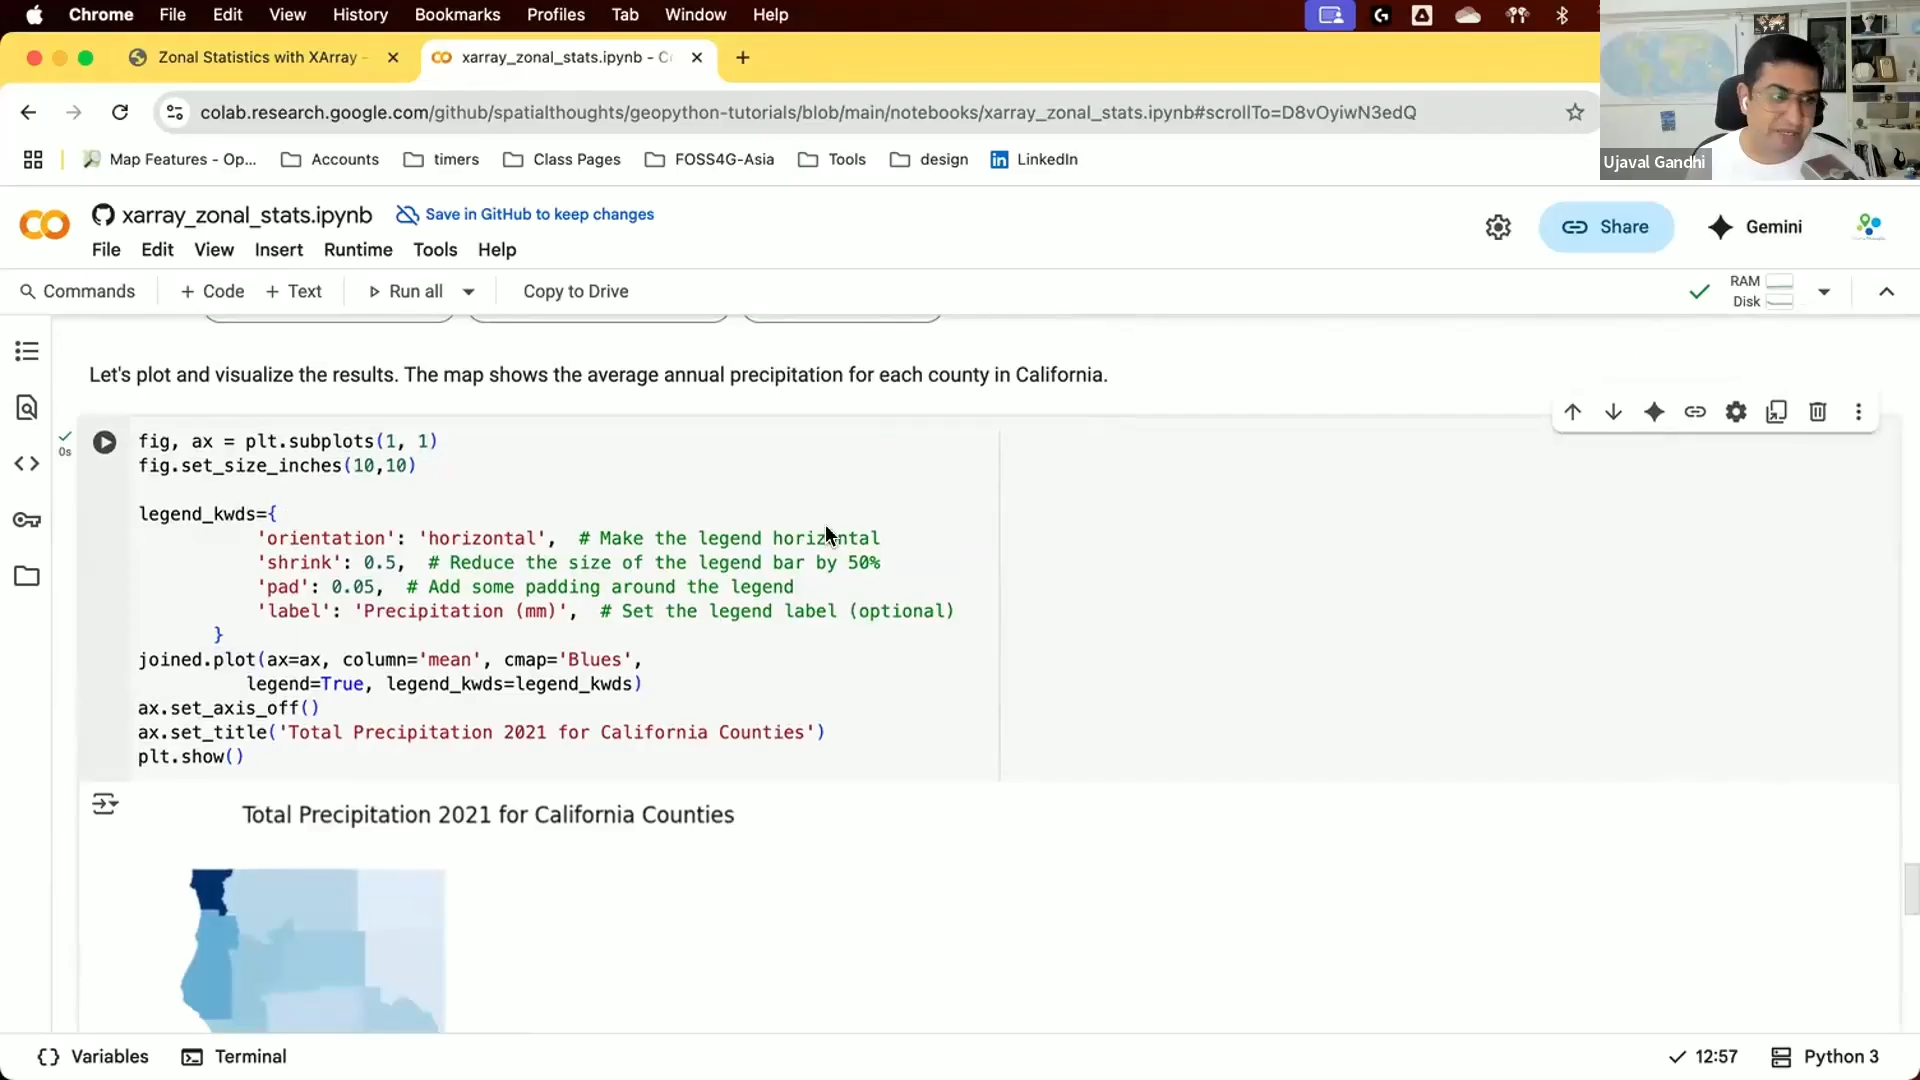 Chrome File Edit View History Bookmarks Profiles Tab Window Help
Zonal Statistics with XArray -
xarray_zonal_stats.ipynb - C
colab.research.google.com/github/spatialthoughts/geopython-tutorials/blob/main/notebooks/xarray_zonal_stats.ipynb#scrollTo=D8vOyiwN3edQ
Map Features - Op... Accounts timers Class Pages FOSS4G-Asia Tools design LinkedIn
Ujaval Gandhi
xarray_zonal_stats.ipynb Save in GitHub to keep changes
File Edit View Insert Runtime Tools Help
Share Gemini
Commands + Code + Text Run all Copy to Drive
RAM
Disk
Let's plot and visualize the results. The map shows the average annual precipitation for each county in California.
0s
fig, ax = plt.subplots(1, 1)
fig.set_size_inches(10,10)
legend_kwds={
'orientation': 'horizontal', # Make the legend horizontal
'shrink': 0.5, # Reduce the size of the legend bar by 50%
'pad': 0.05, # Add some padding around the legend
'label': 'Precipitation (mm)', # Set the legend label (optional)
}
joined.plot(ax=ax, column='mean', cmap='Blues',
legend=True, legend_kwds=legend_kwds)
ax.set_axis_off()
ax.set_title('Total Precipitation 2021 for California Counties')
plt.show()
Total Precipitation 2021 for California Counties
Variables Terminal
12:57 Python 3